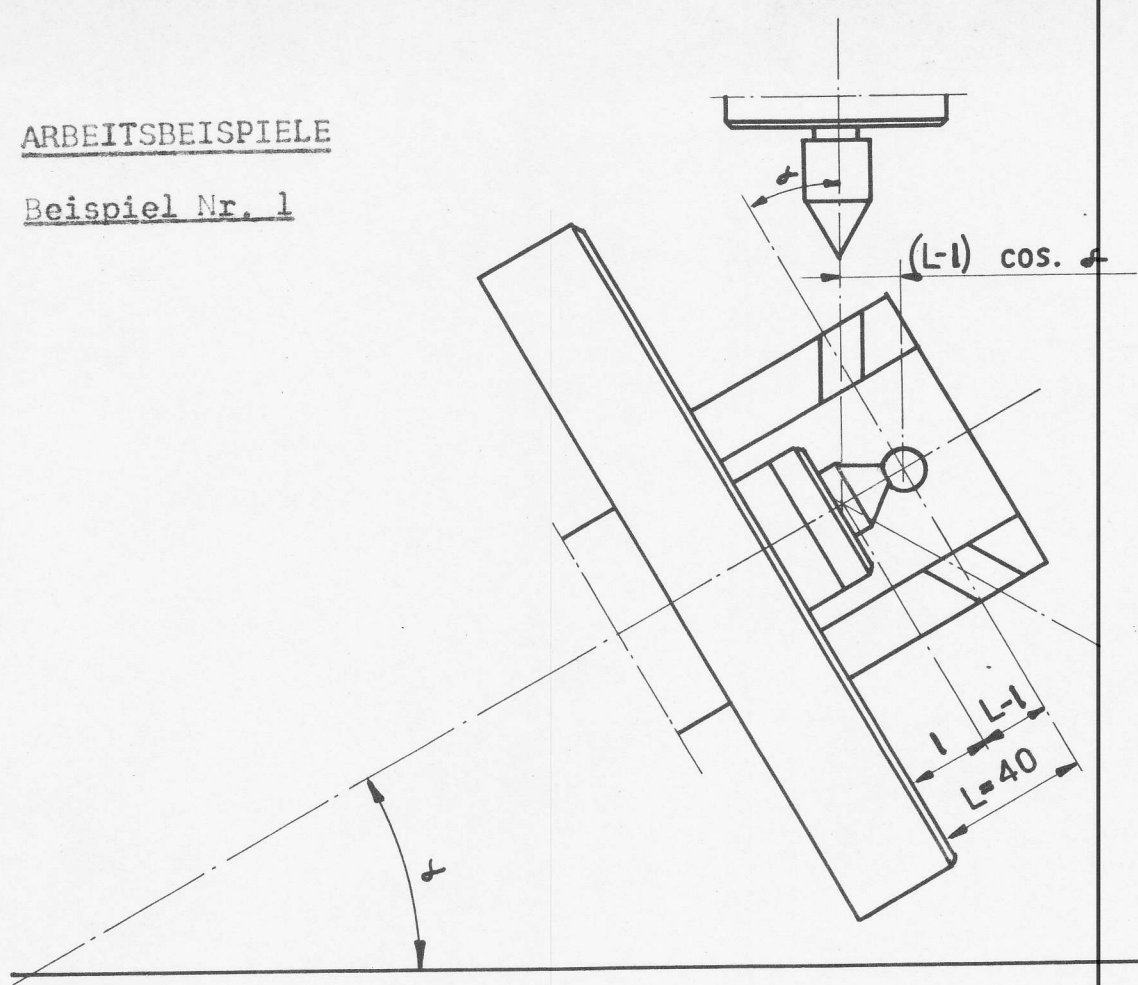 ARBEITSBEISPIELE
Beispiel Nr. 1
α
(L-l) cos. α
L-l
l
L=40
α